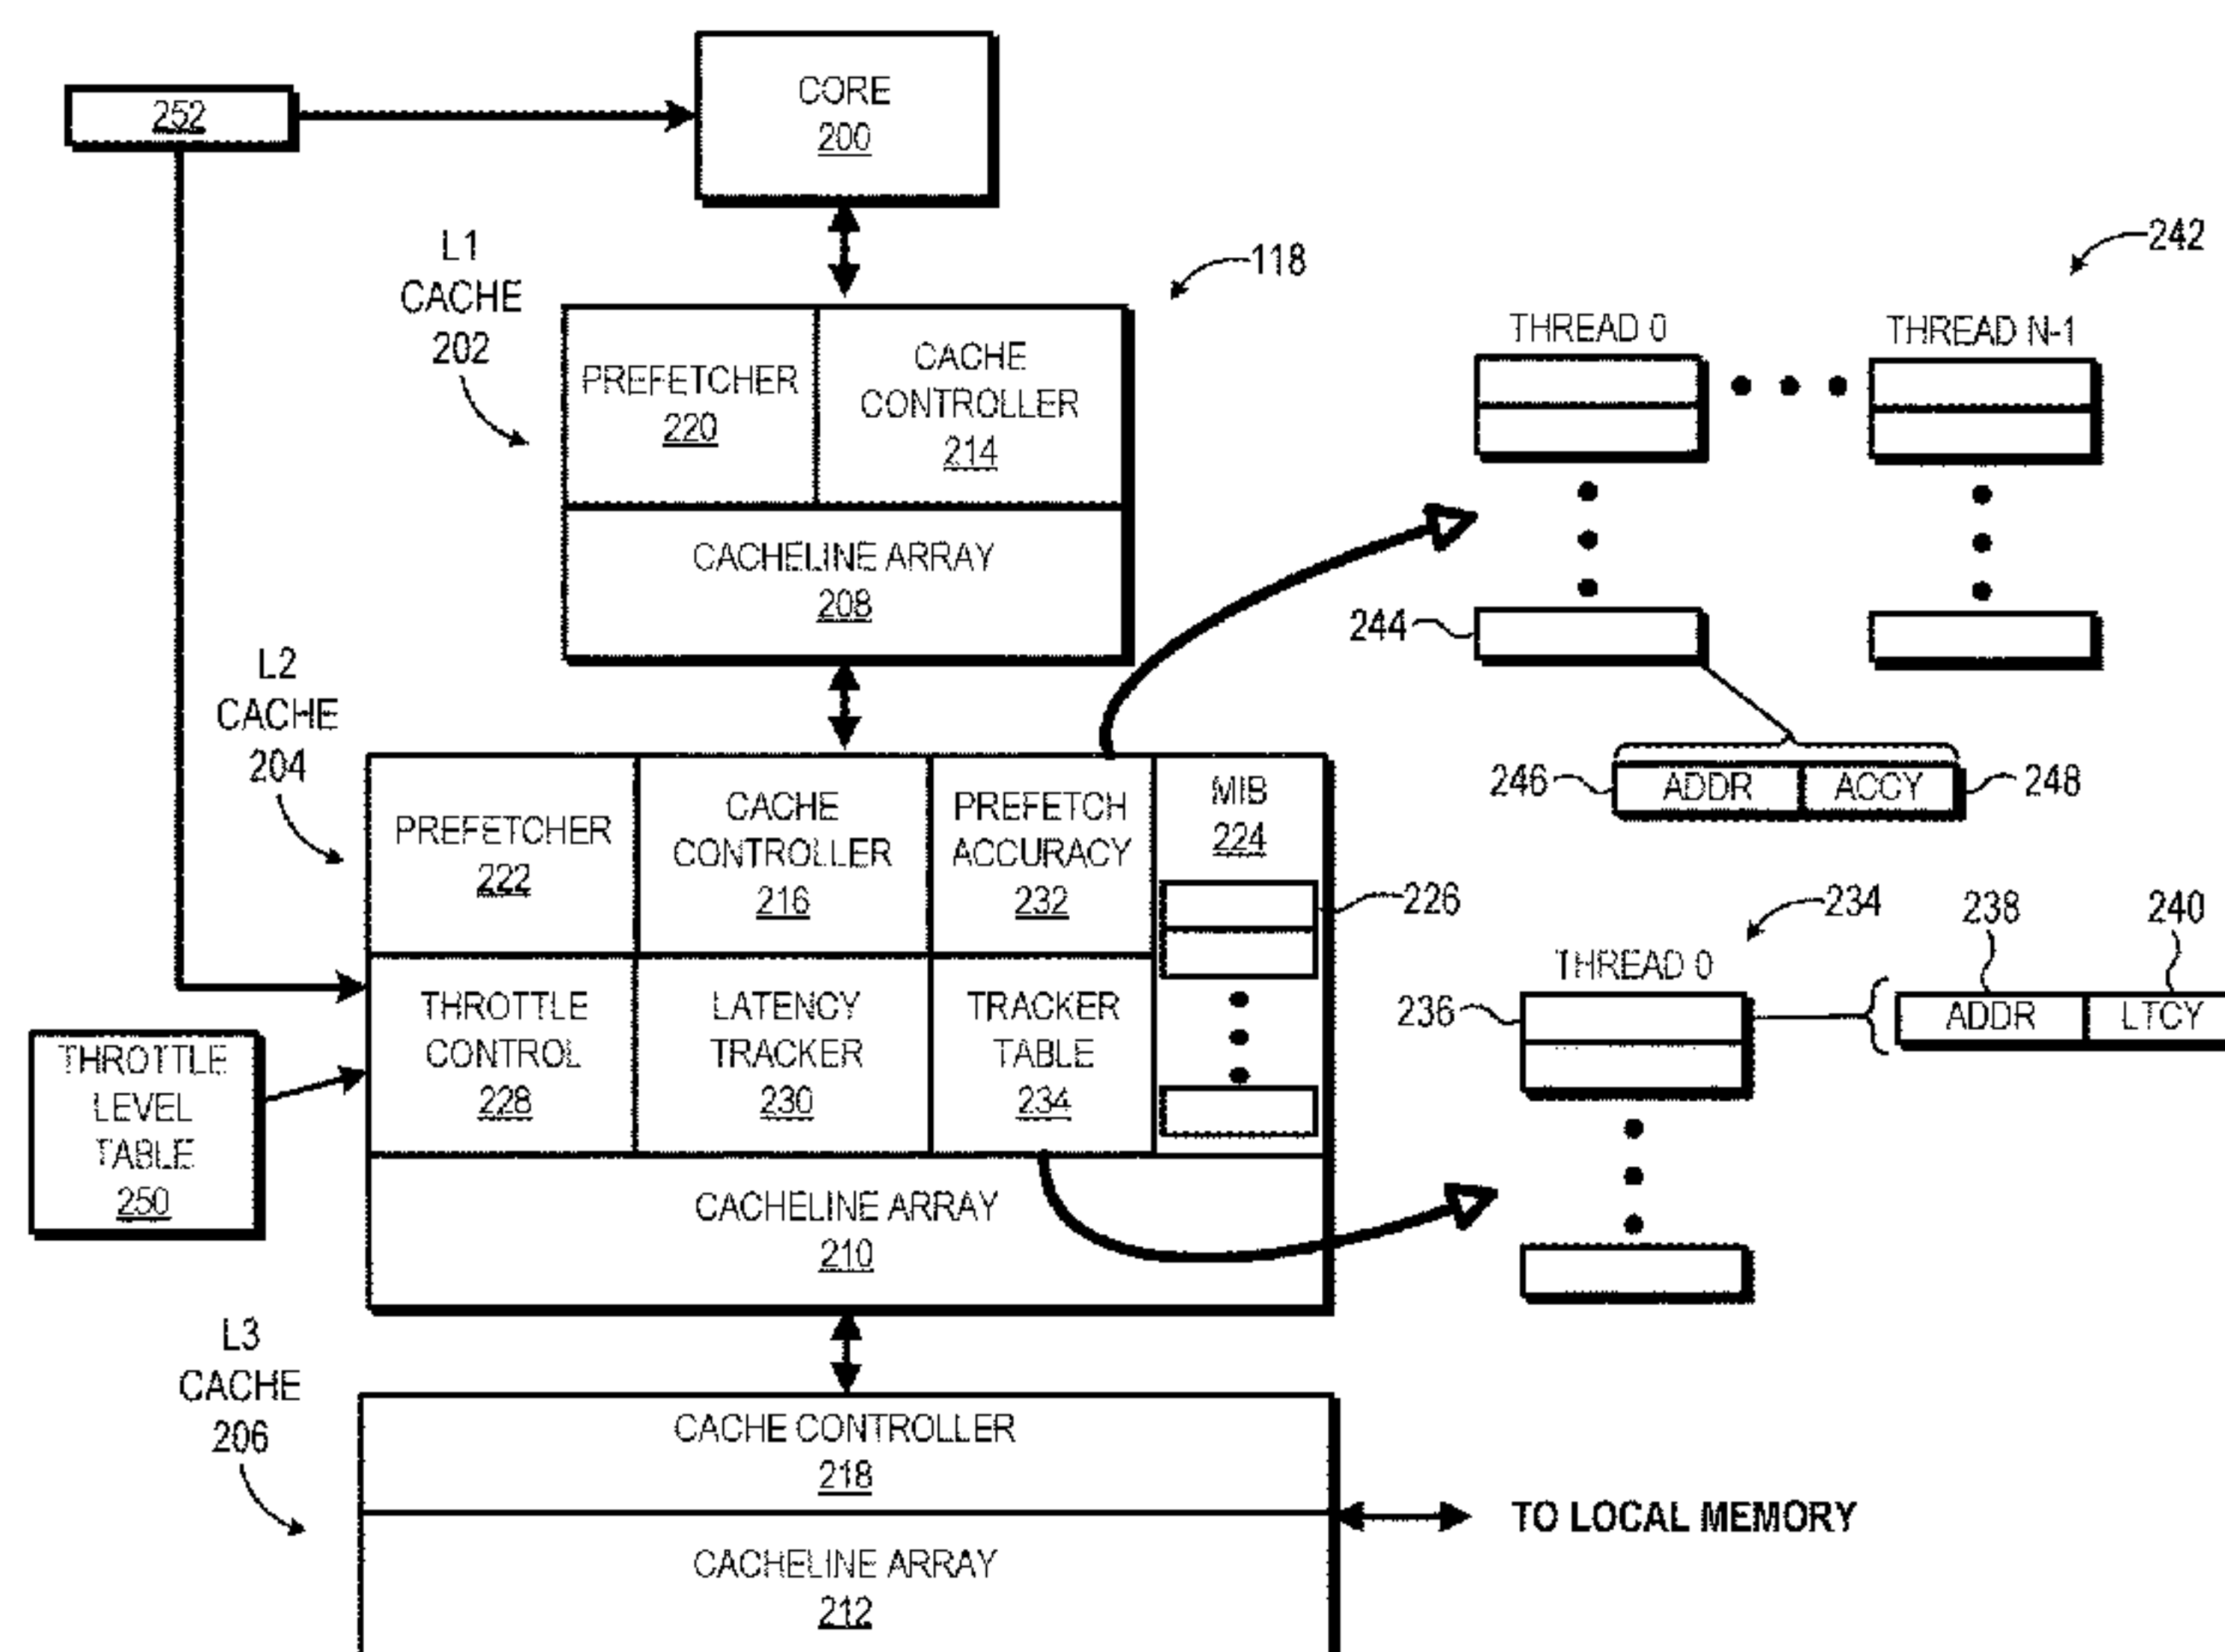 252
CORE
200
L1
CACHE
202
118
242
PREFETCHER
220
CACHE
CONTROLLER
214
THREAD 0
THREAD N-1
CACHELINE ARRAY
208
244
L2
CACHE
204
246
ADDR
ACCY
248
PREFETCHER
222
CACHE
CONTROLLER
216
PREFETCH
ACCURACY
232
MIB
224
226
234
238
240
THREAD 0
236
ADDR
LTCY
THROTTLE
CONTROL
228
LATENCY
TRACKER
230
TRACKER
TABLE
234
THROTTLE
LEVEL
TABLE
250
CACHELINE ARRAY
210
L3
CACHE
206
CACHE CONTROLLER
218
TO LOCAL MEMORY
CACHELINE ARRAY
212